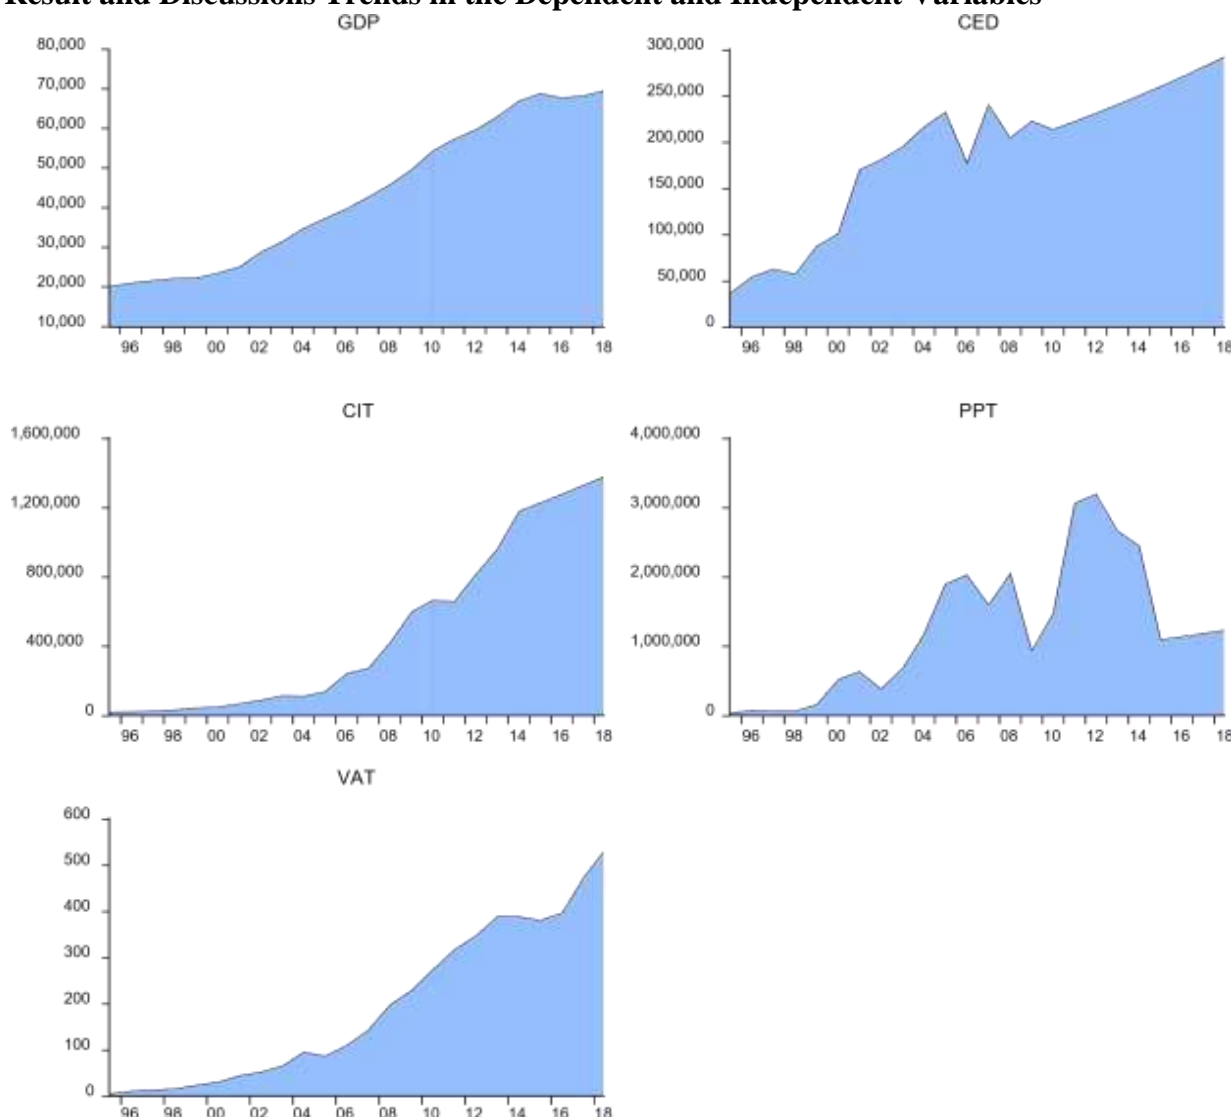 Result and Discussions Trends in the Dependent and Independent Variables
GDP
80,000
70,000
60,000
50,000
40,000
30,000
20,000
10,000
96 98 00 02 04 06 08 10 12 14 16 18
CED
300,000
250,000
200,000
150,000
100,000
50,000
0
96 98 00 02 04 06 08 10 12 14 16 18
CIT
1,600,000
1,200,000
800,000
400,000
0
96 98 00 02 04 06 08 10 12 14 16 18
PPT
4,000,000
3,000,000
2,000,000
1,000,000
0
96 98 00 02 04 06 08 10 12 14 16 18
VAT
600
500
400
300
200
100
0
96 98 00 02 04 06 08 10 12 14 16 18